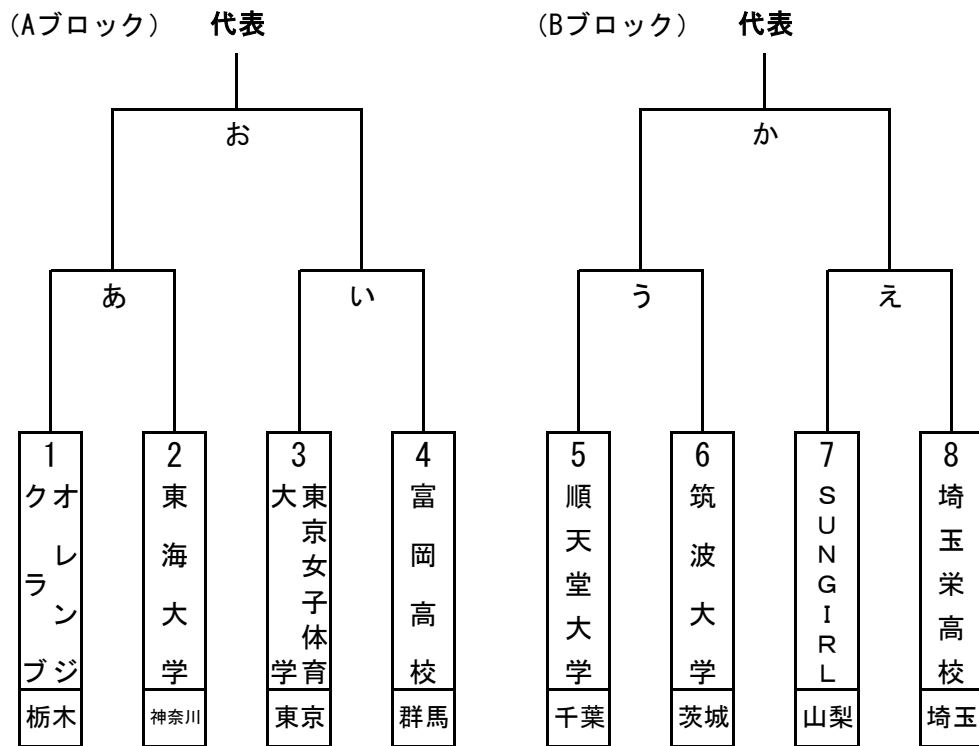 (Aブロック) 代表
(Bブロック) 代表
お
か
あ
い
う
え
1
2
3
4
5
6
7
8
オレンジ
クラブ
東海大学
東京女子体育
大学
富岡高校
順天堂大学
筑波大学
SUNGIRL
埼玉栄高校
栃木
神奈川
東京
群馬
千葉
茨城
山梨
埼玉